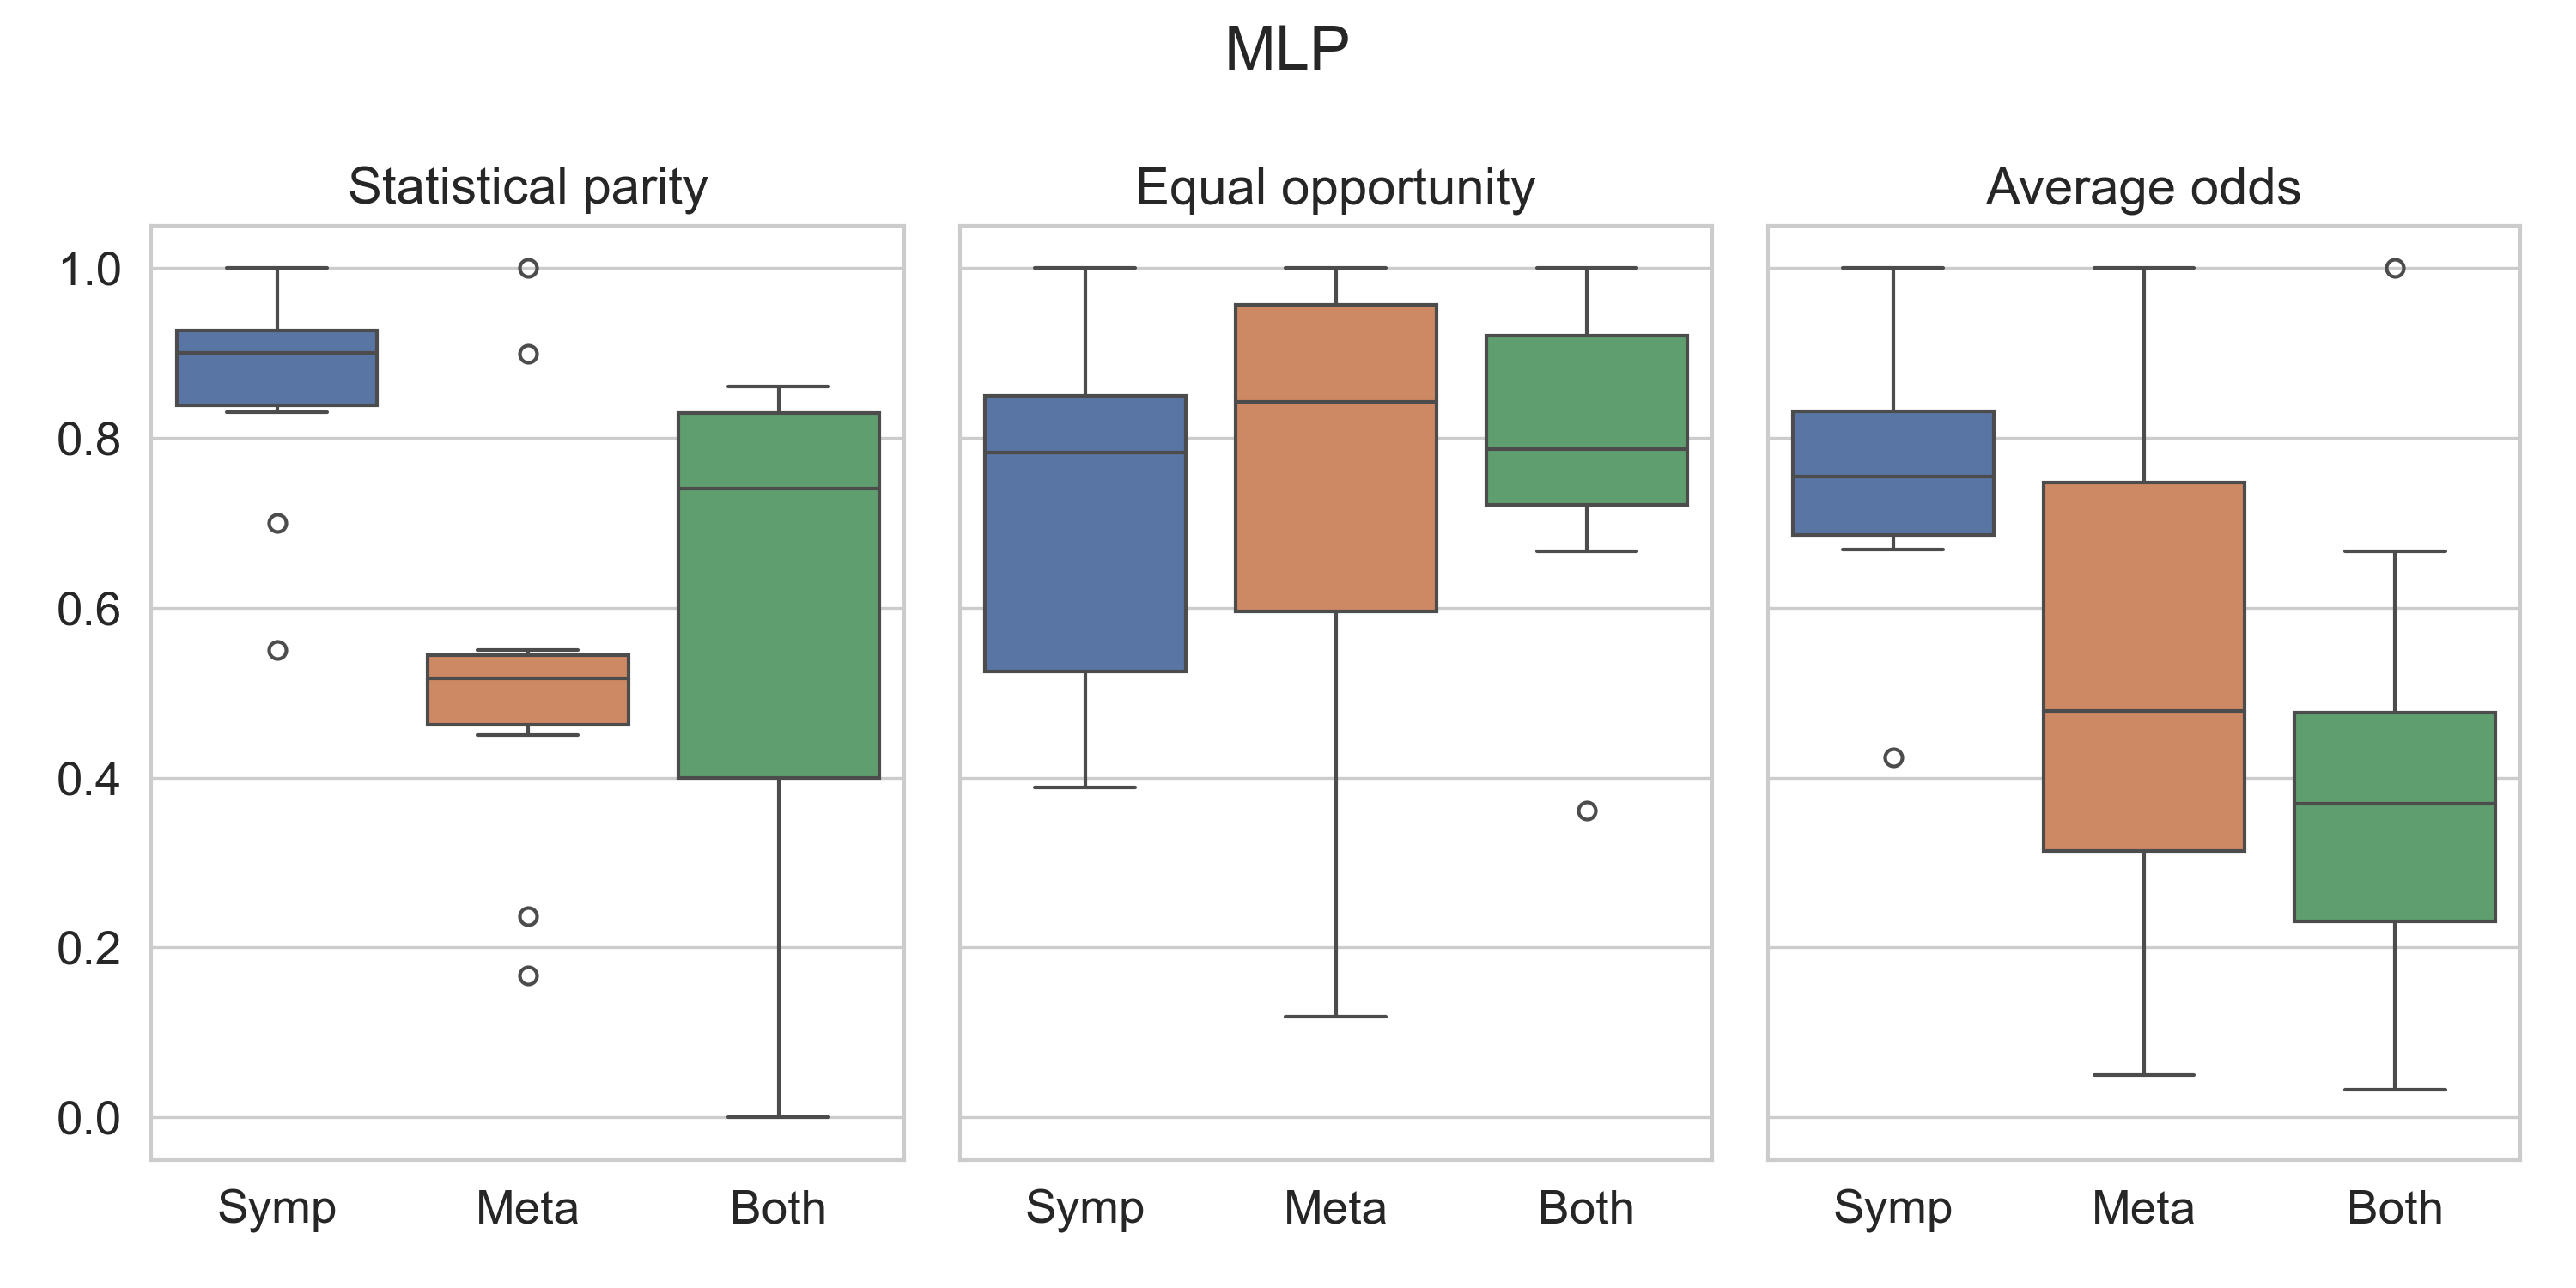 MLP
Statistical parity
Equal opportunity
Average odds
1.0
0.8
0.6
0.4
0.2
0.0
Symp Meta Both
Symp Meta Both
Symp Meta Both